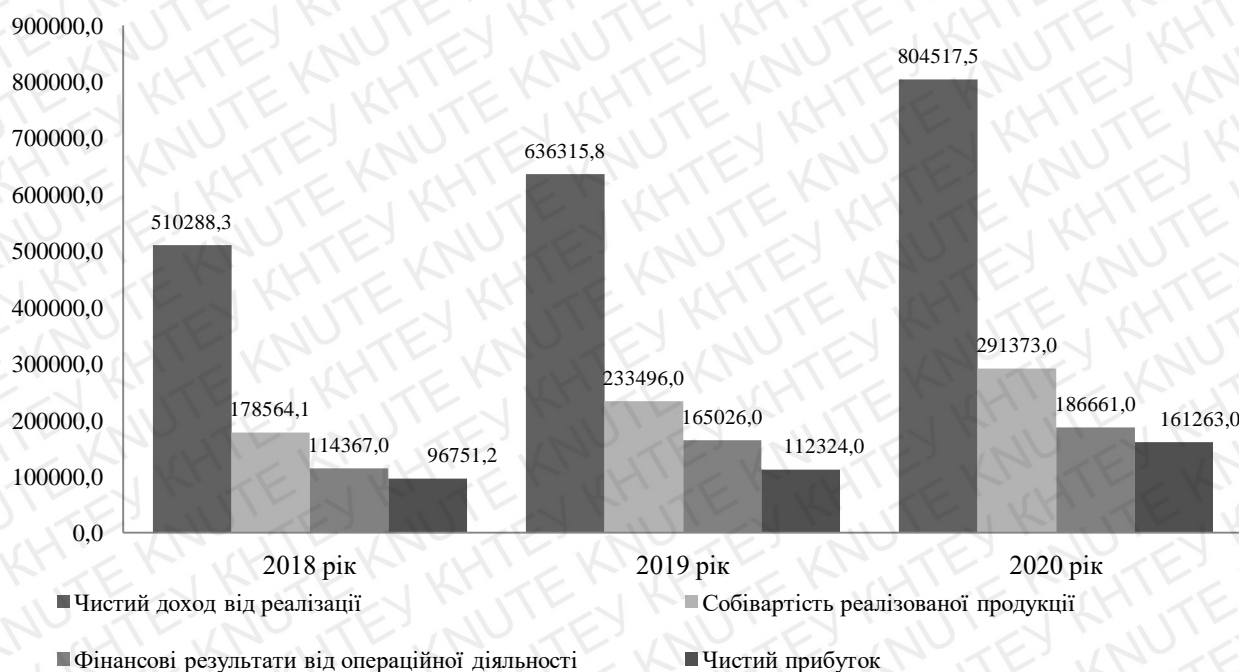 900000,0
800000,0
700000,0
600000,0
500000,0
400000,0
300000,0
200000,0
100000,0
0,0
510288,3
178564,1
114367,0
96751,2
636315,8
233496,0
165026,0
112324,0
804517,5
291373,0
186661,0
161263,0
2018 рік
2019 рік
2020 рік
Чистий доход від реалізації
Собівартість реалізованої продукції
Фінансові результати від операційної діяльності
Чистий прибуток
KNUTE КНТЕУ